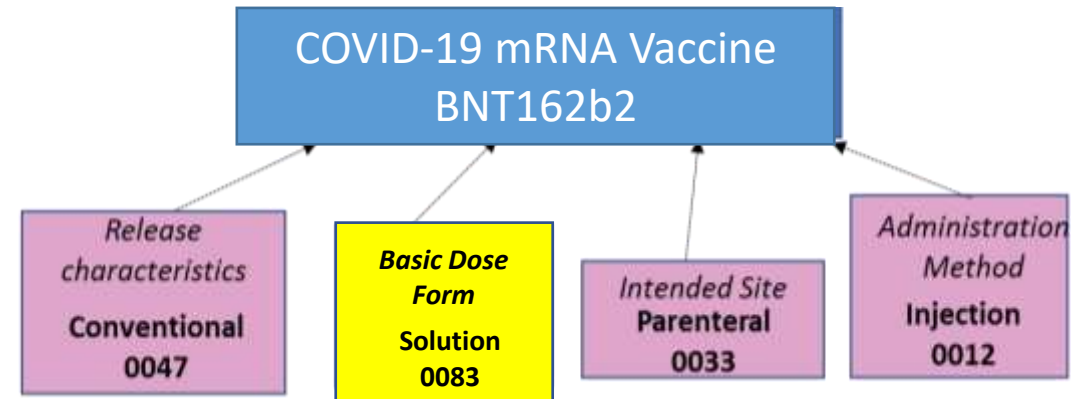 COVID-19 mRNA Vaccine
BNT162b2
Release
characteristics
Conventional
0047
Basic Dose
Form
Solution
0083
Intended Site
Parenteral
0033
Administration
Method
Injection
0012